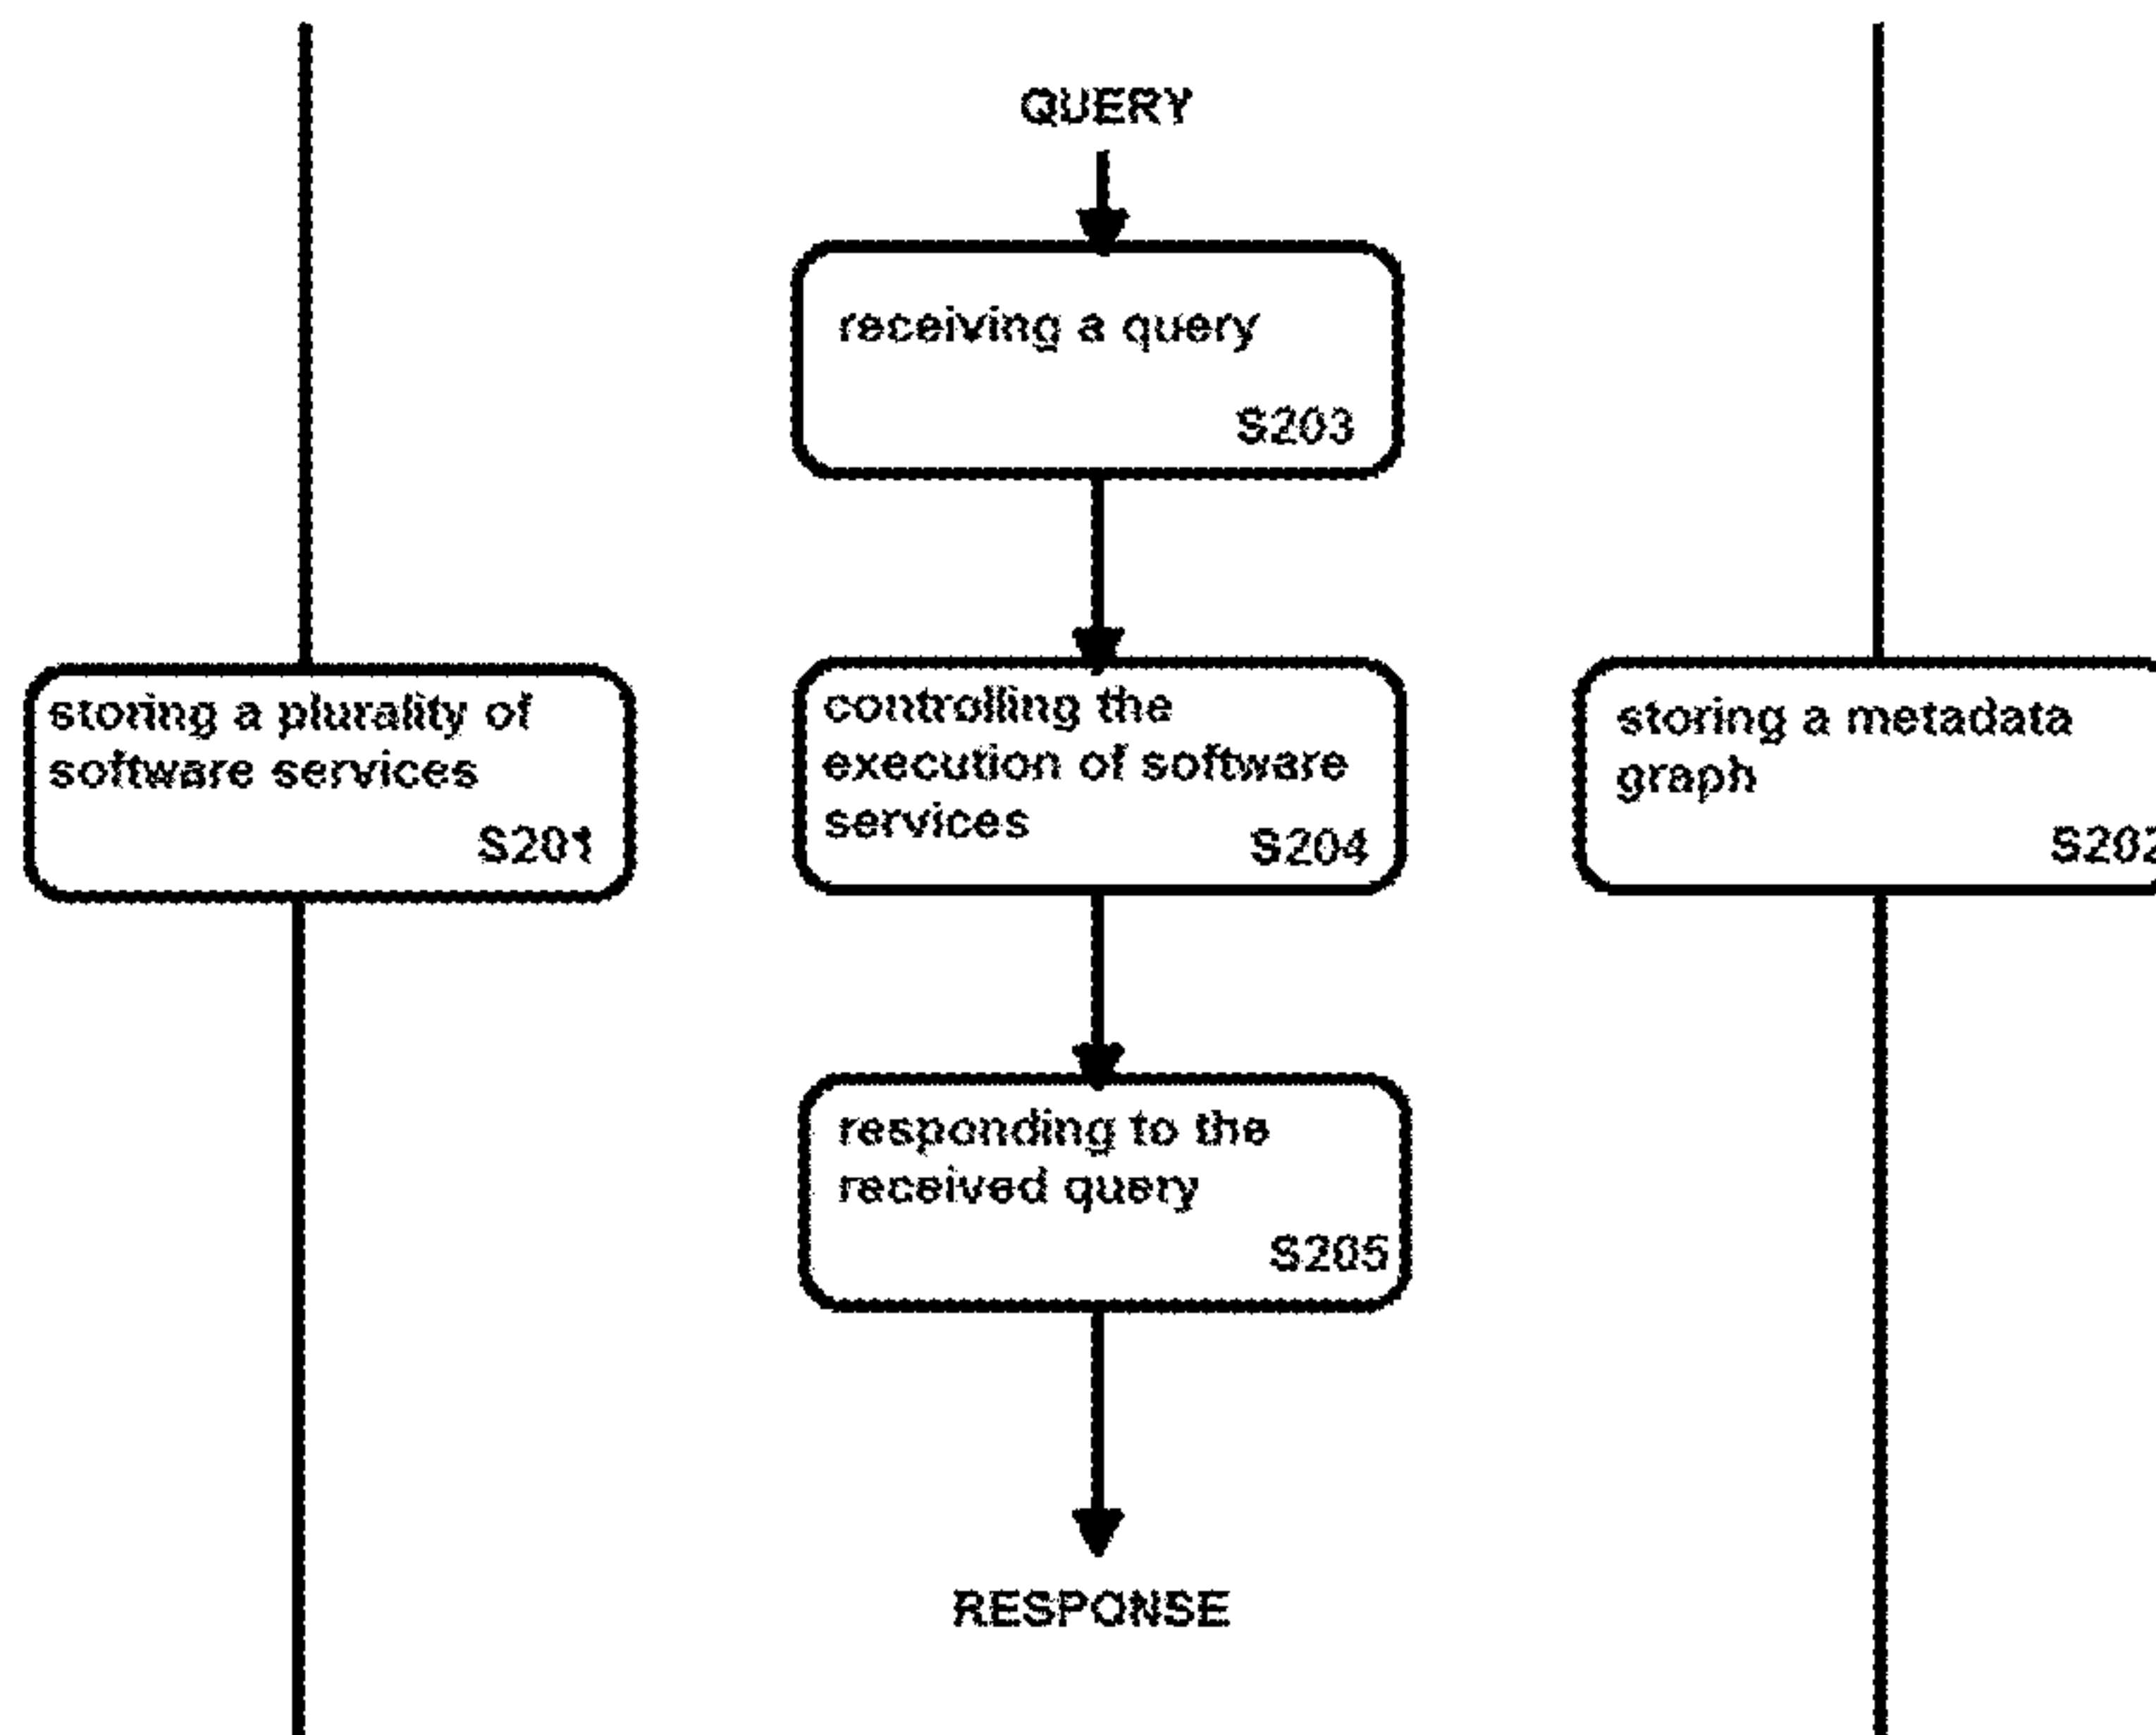 QUERY
receiving a query
S203
storing a plurality of
software services
S201
controlling the
execution of software
services
S204
storing a metadata
graph
S202
responding to the
received query
S205
RESPONSE